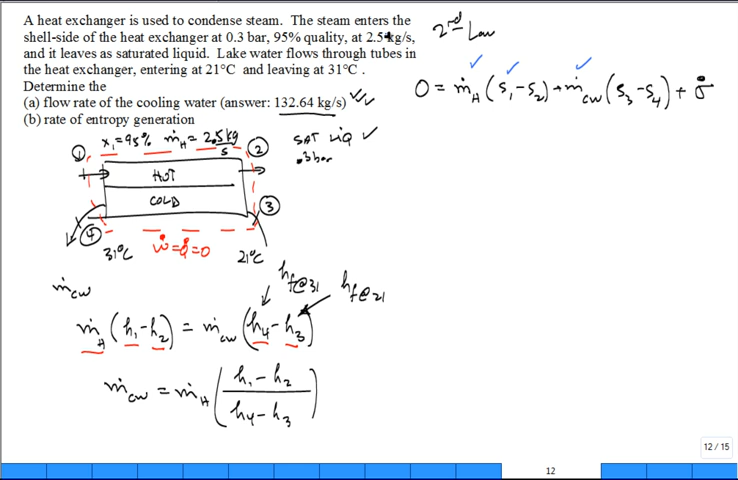 A heat exchanger is used to condense steam. The steam enters the
shell-side of the heat exchanger at 0.3 bar, 95% quality, at 2.5 kg/s,
and it leaves as saturated liquid. Lake water flows through tubes in
the heat exchanger, entering at 21°C and leaving at 31°C .
Determine the
(a) flow rate of the cooling water (answer: 132.64 kg/s)
(b) rate of entropy generation
2nd Law
0 = ṁH (s1 - s2) + ṁcw (s3 - s4) + σ̇
① x1 = 95% ṁH = 2.5 kg/s ②
SAT LIQ
.3 bar
HOT
COLD
④ ③
31°C ẇ = Q̇ = 0 21°C
ṁcw
hf@31 hf@21
ṁH (h1 - h2) = ṁcw (h4 - h3)
ṁcw = ṁH ( (h1 - h2) / (h4 - h3) )
12 / 15
12